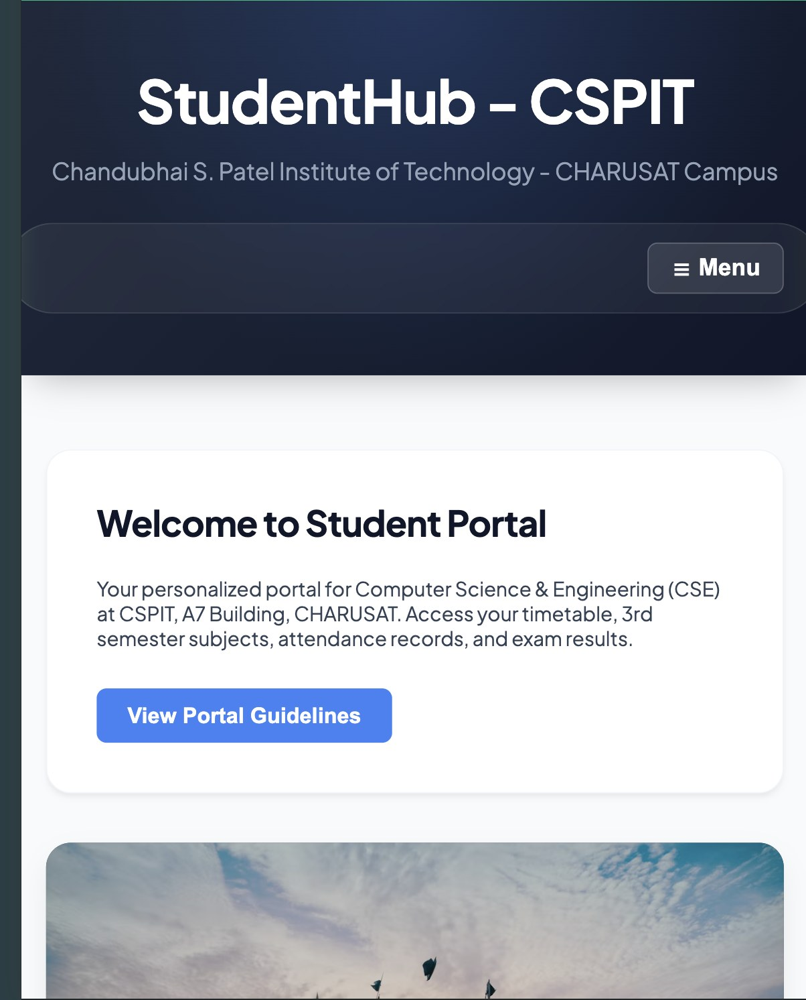 StudentHub – CSPIT
Chandubhai S. Patel Institute of Technology - CHARUSAT Campus
≡ Menu
Welcome to Student Portal
Your personalized portal for Computer Science & Engineering (CSE)
at CSPIT, A7 Building, CHARUSAT. Access your timetable, 3rd
semester subjects, attendance records, and exam results.
View Portal Guidelines